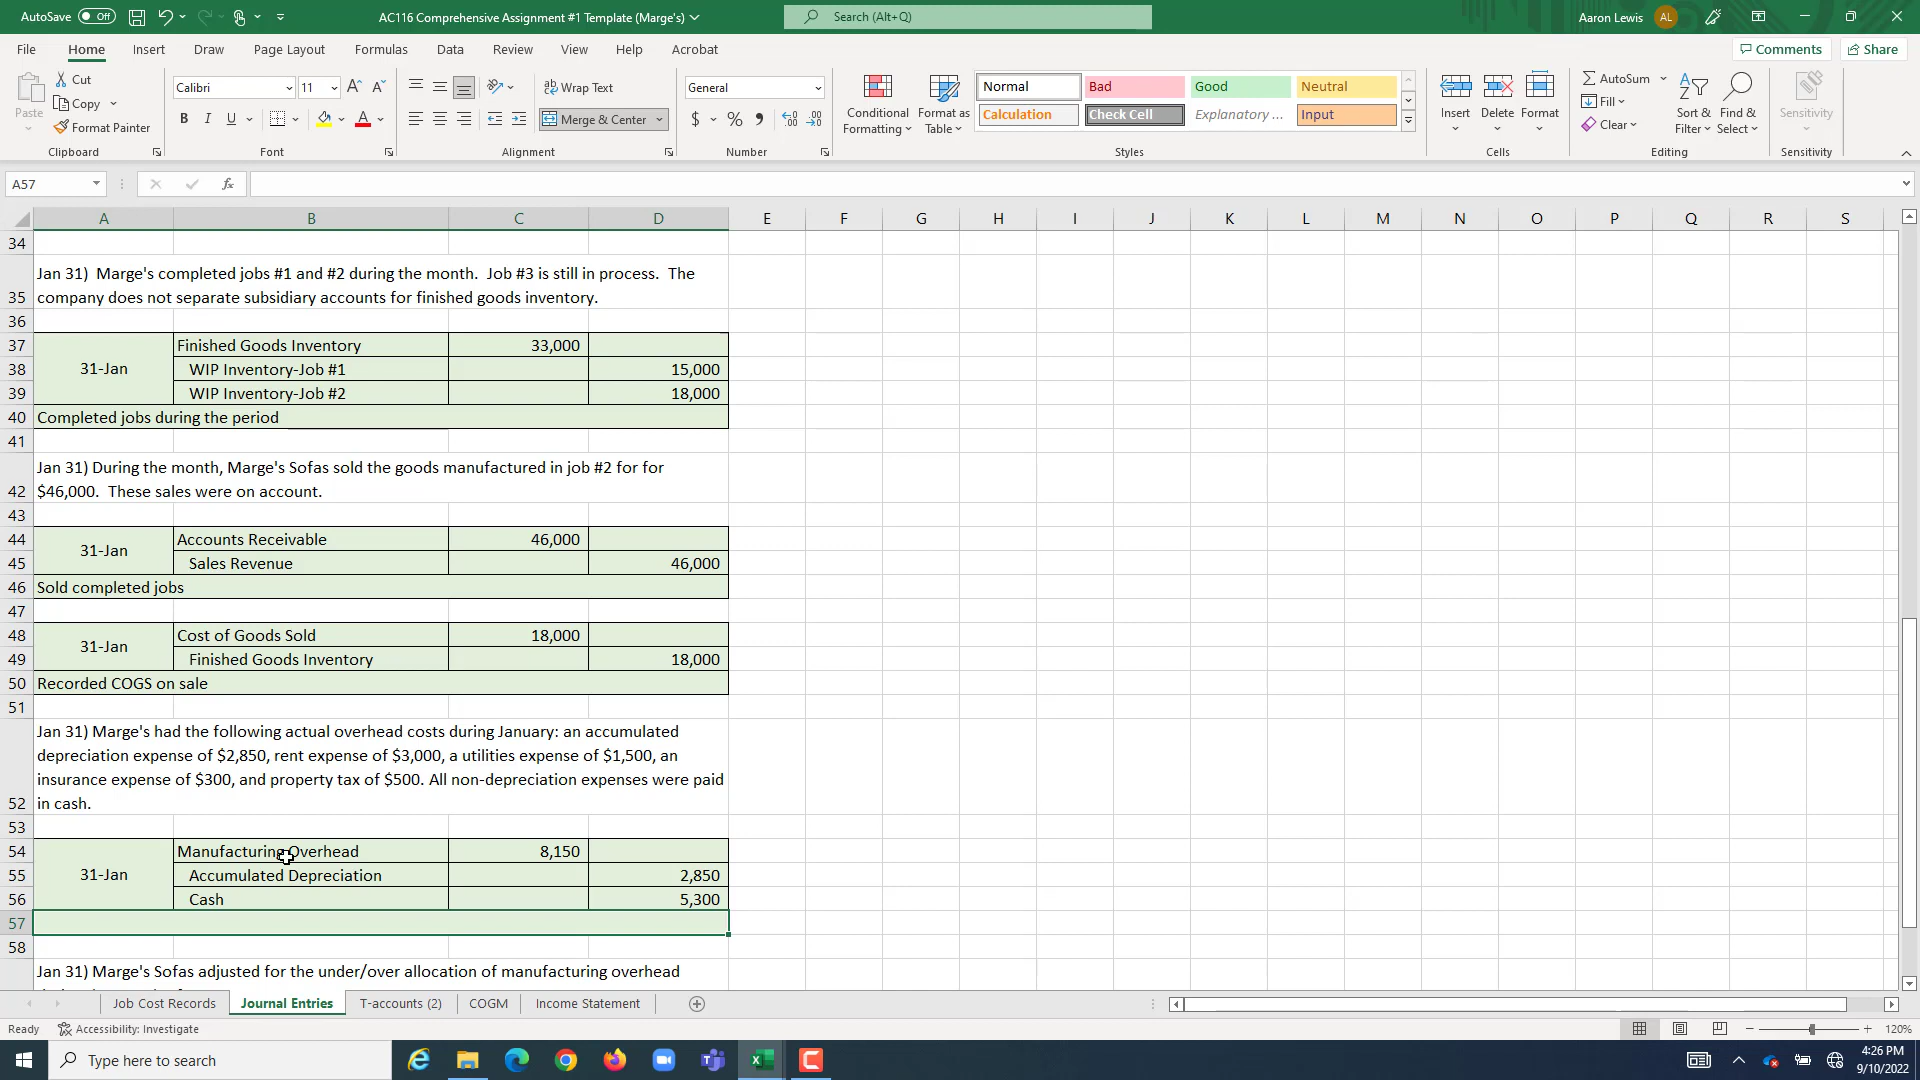 AutoSave Off
AC116 Comprehensive Assignment #1 Template (Marge's)
Search (Alt+Q)
Aaron Lewis AL
File Home Insert Draw Page Layout Formulas Data Review View Help Acrobat
Comments Share
Paste
Cut
Copy
Format Painter
Clipboard
Calibri 11
B I U
Font
Wrap Text
Merge & Center
Alignment
General
$ %
Number
Conditional Formatting
Format as Table
Normal Bad Good Neutral
Calculation Check Cell Explanatory ... Input
Styles
Insert Delete Format
Cells
AutoSum
Fill
Clear
Sort & Filter
Find & Select
Editing
Sensitivity
Sensitivity
A57
fx
A B C D E F G H I J K L M N O P Q R S
34
Jan 31) Marge's completed jobs #1 and #2 during the month. Job #3 is still in process. The
35 company does not separate subsidiary accounts for finished goods inventory.
36
37 Finished Goods Inventory 33,000
38 31-Jan WIP Inventory-Job #1 15,000
39 WIP Inventory-Job #2 18,000
40 Completed jobs during the period
41
Jan 31) During the month, Marge's Sofas sold the goods manufactured in job #2 for for
42 $46,000. These sales were on account.
43
44 31-Jan Accounts Receivable 46,000
45 Sales Revenue 46,000
46 Sold completed jobs
47
48 31-Jan Cost of Goods Sold 18,000
49 Finished Goods Inventory 18,000
50 Recorded COGS on sale
51
Jan 31) Marge's had the following actual overhead costs during January: an accumulated
depreciation expense of $2,850, rent expense of $3,000, a utilities expense of $1,500, an
insurance expense of $300, and property tax of $500. All non-depreciation expenses were paid
52 in cash.
53
54 Manufacturing Overhead 8,150
55 31-Jan Accumulated Depreciation 2,850
56 Cash 5,300
57
58
Jan 31) Marge's Sofas adjusted for the under/over allocation of manufacturing overhead
Job Cost Records Journal Entries T-accounts (2) COGM Income Statement
Ready Accessibility: Investigate
120%
Type here to search
4:26 PM
9/10/2022